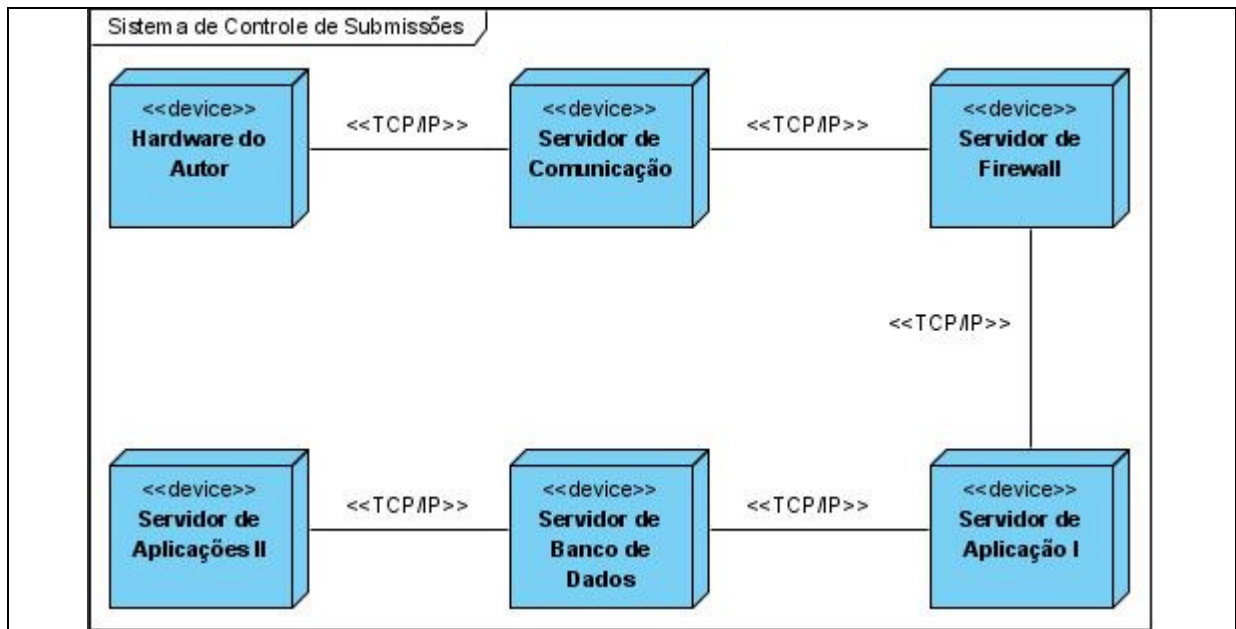 Sistema de Controle de Submissões
<<device>>
Hardware do
Autor
<<TCP/IP>>
<<device>>
Servidor de
Comunicação
<<TCP/IP>>
<<device>>
Servidor de
Firewall
<<TCP/IP>>
<<device>>
Servidor de
Aplicações II
<<TCP/IP>>
<<device>>
Servidor de
Banco de
Dados
<<TCP/IP>>
<<device>>
Servidor de
Aplicação I